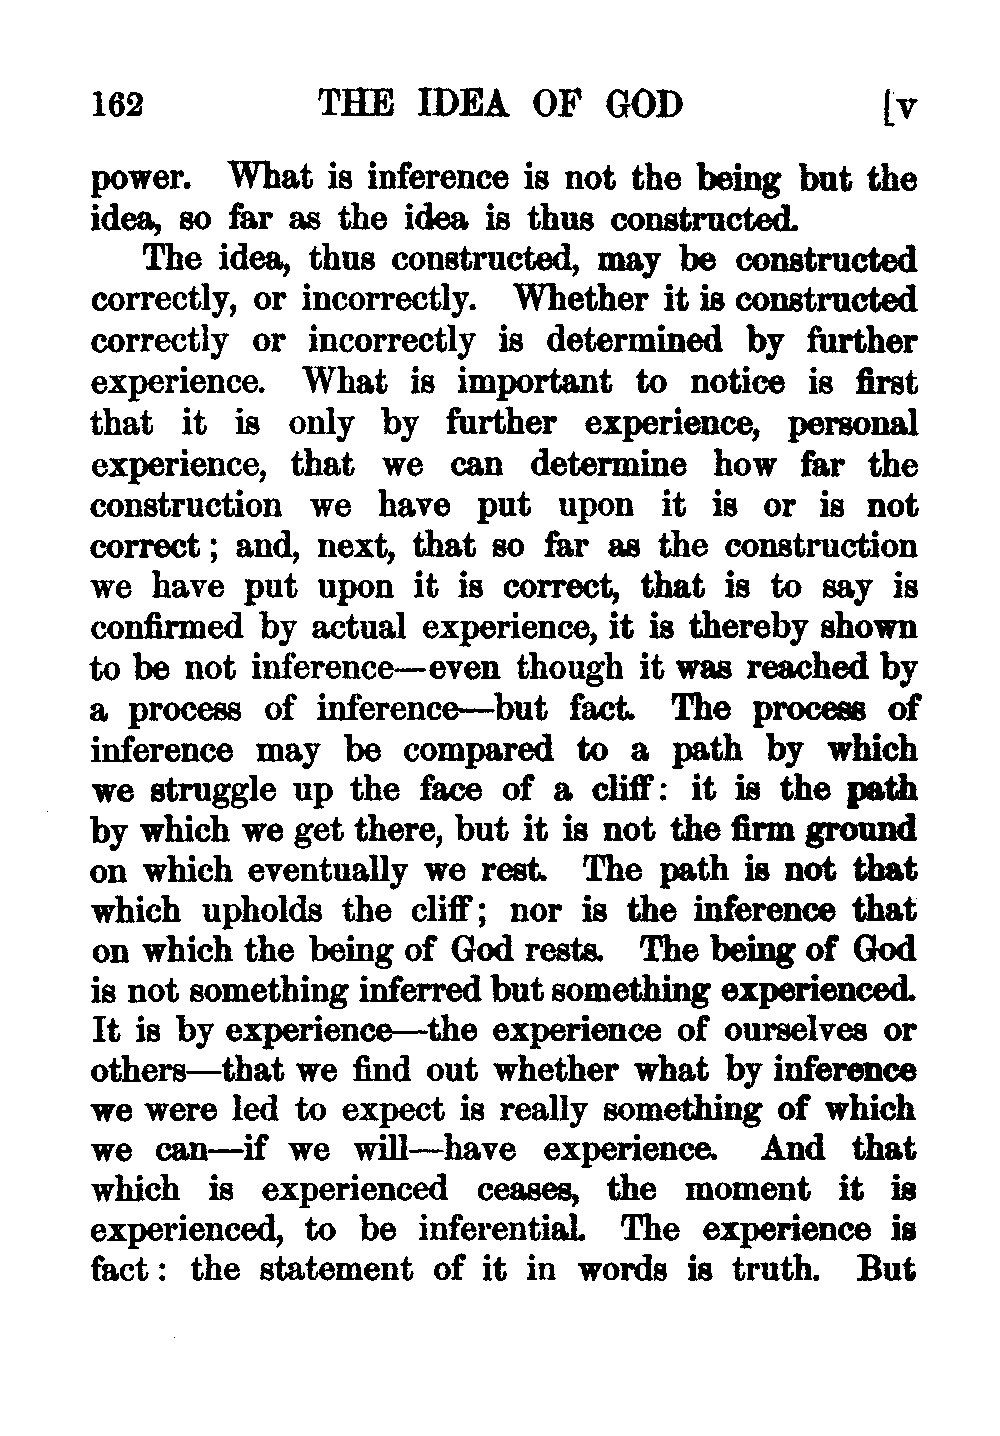 162 THE IDEA OF GOD [v
power. What is inference is not the being but the
idea, so far as the idea is thus constructed.
The idea, thus constructed, may be constructed
correctly, or incorrectly. Whether it is constructed
correctly or incorrectly is determined by further
experience. What is important to notice is first
that it is only by further experience, personal
experience, that we can determine how far the
construction we have put upon it is or is not
correct ; and, next, that so far as the construction
we have put upon it is correct, that is to say is
confirmed by actual experience, it is thereby shown
to be not inference—even though it was reached by
a process of inference—but fact. The process of
inference may be compared to a path by which
we struggle up the face of a cliff: it is the path
by which we get there, but it is not the firm ground
on which eventually we rest. The path is not that
which upholds the cliff; nor is the inference that
on which the being of God rests. The being of God
is not something inferred but something experienced.
It is by experience—the experience of ourselves or
others—that we find out whether what by inference
we were led to expect is really something of which
we can—if we will—have experience. And that
which is experienced ceases, the moment it is
experienced, to be inferential. The experience is
fact : the statement of it in words is truth. But